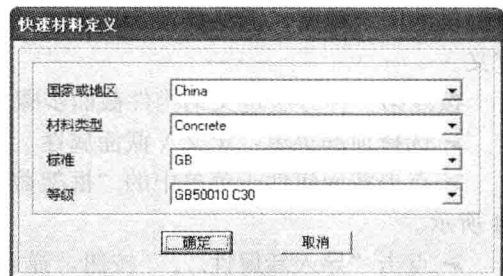 快速材料定义
国家或地区 China
材料类型 Concrete
标准 GB
等级 GB50010 C30
确定 取消